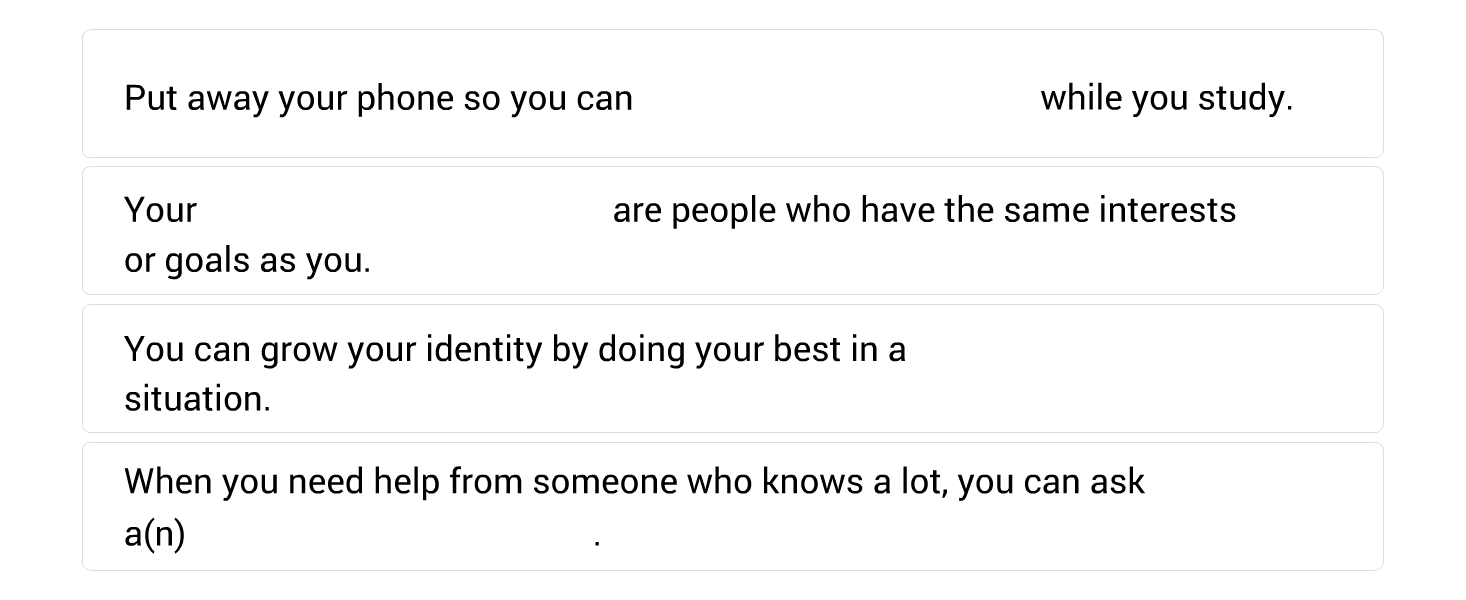 Put away your phone so you can while you study.
Your are people who have the same interests
or goals as you.
You can grow your identity by doing your best in a
situation.
When you need help from someone who knows a lot, you can ask
a(n) .